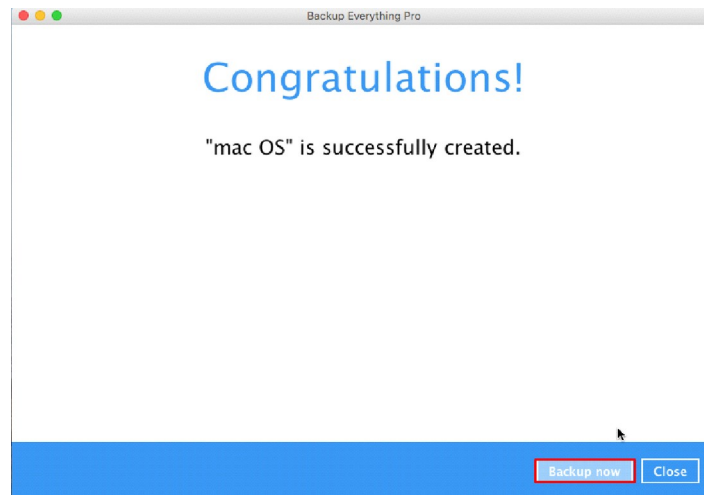 Backup Everything Pro
Congratulations!
"mac OS" is successfully created.
Backup now
Close